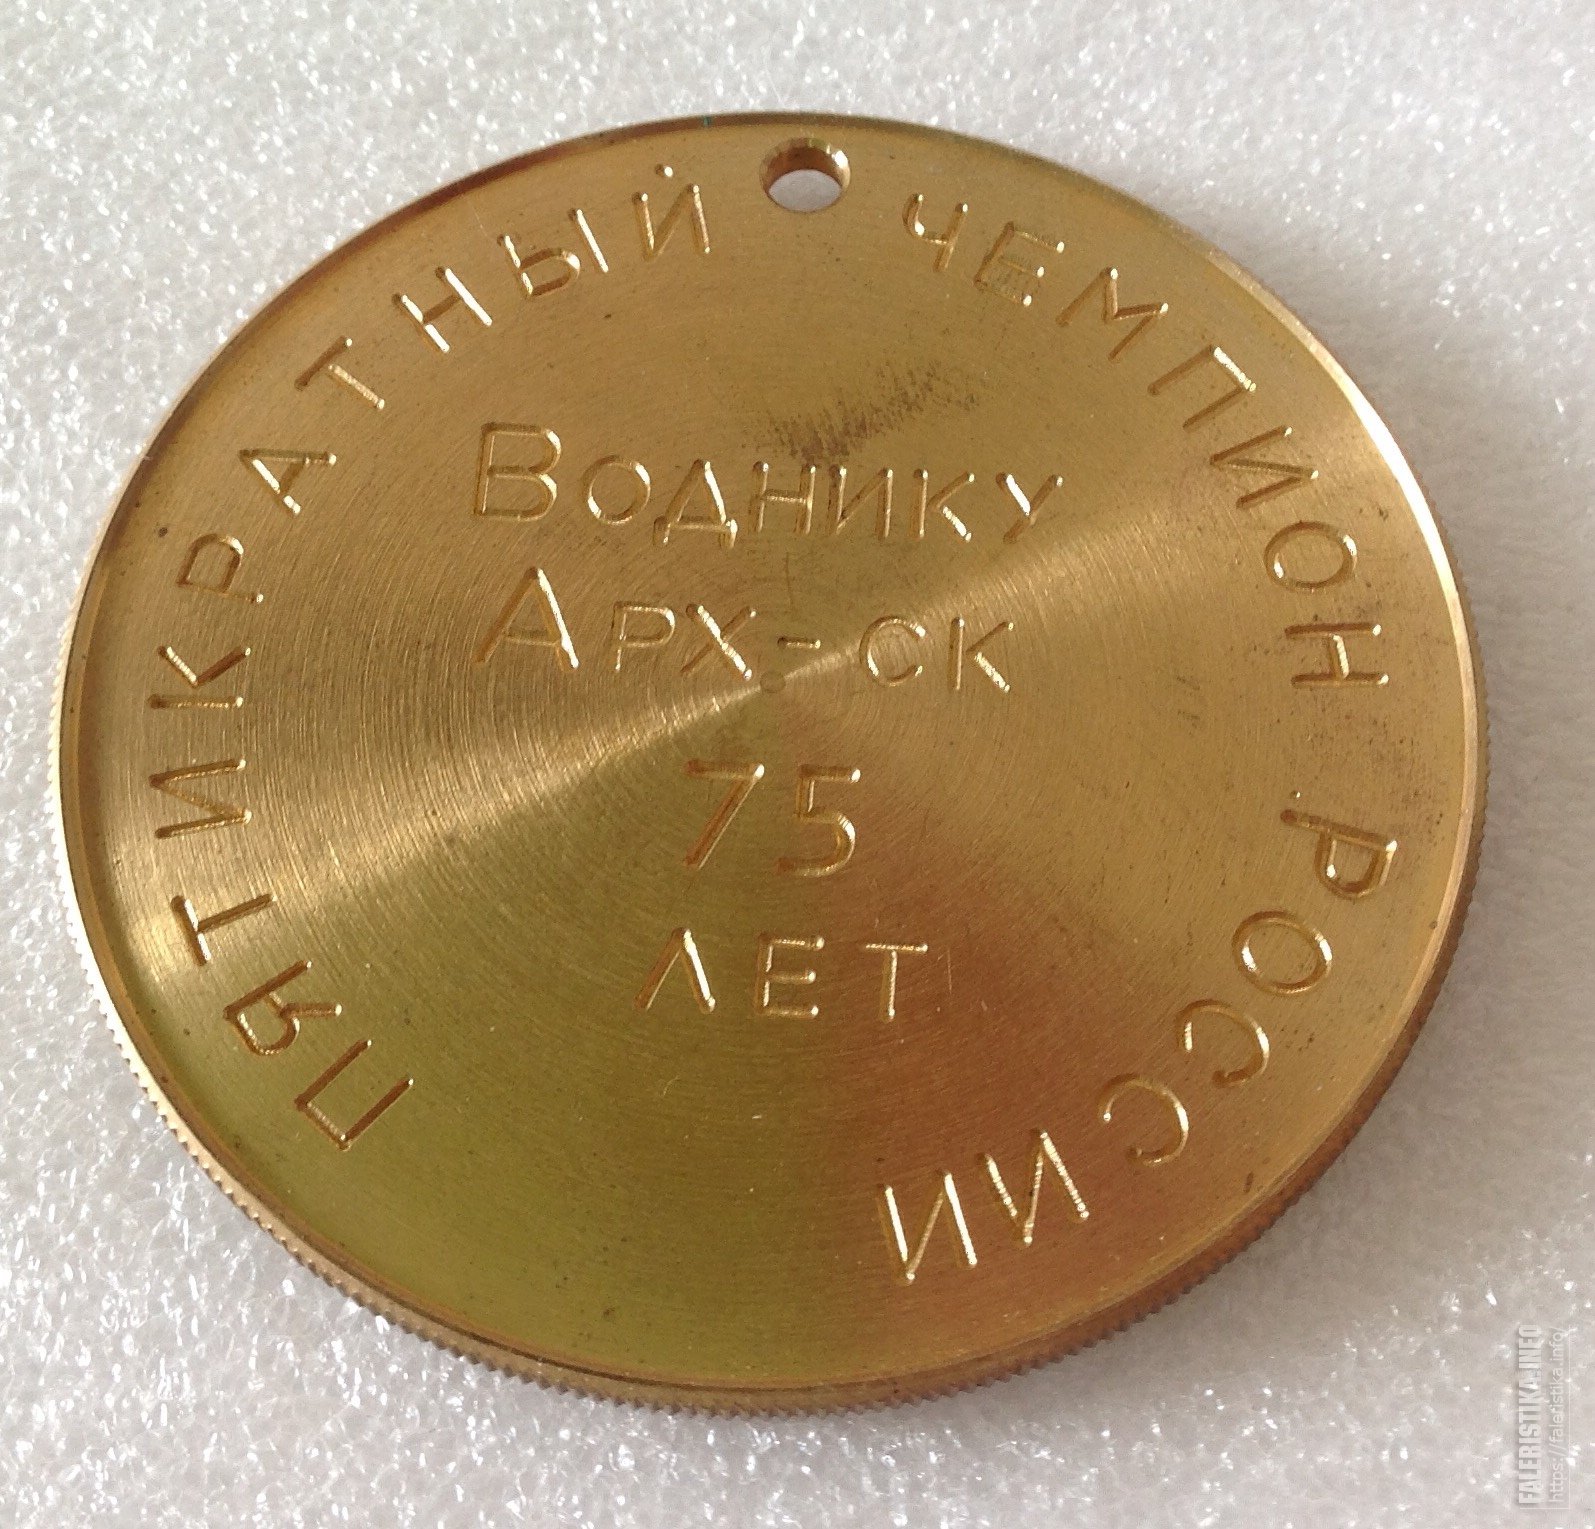 ПЯТИКРАТНЫЙ ЧЕМПИОН РОССИИ
ВОДНИКУ
АРХ-СК
75
ЛЕТ
FALERISTIKA.INFO
https://faleristika.info/